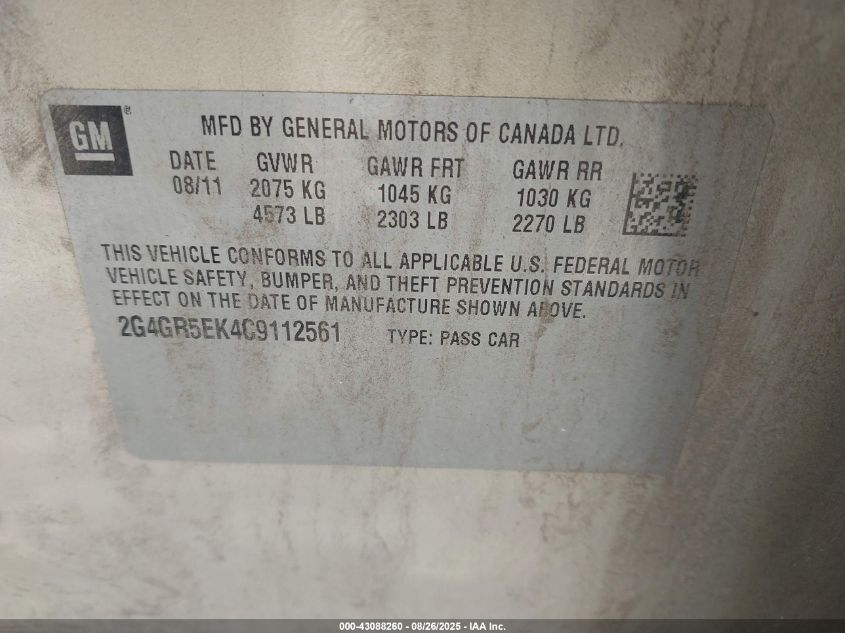 GM ®
MFD BY GENERAL MOTORS OF CANADA LTD.
DATE GVWR GAWR FRT GAWR RR
08/11 2075 KG 1045 KG 1030 KG
4573 LB 2303 LB 2270 LB
THIS VEHICLE CONFORMS TO ALL APPLICABLE U.S. FEDERAL MOTOR
VEHICLE SAFETY, BUMPER, AND THEFT PREVENTION STANDARDS IN
EFFECT ON THE DATE OF MANUFACTURE SHOWN ABOVE.
2G4GR5EK4C9112561 TYPE: PASS CAR
000-43088260 - 08/26/2025 - IAA Inc.